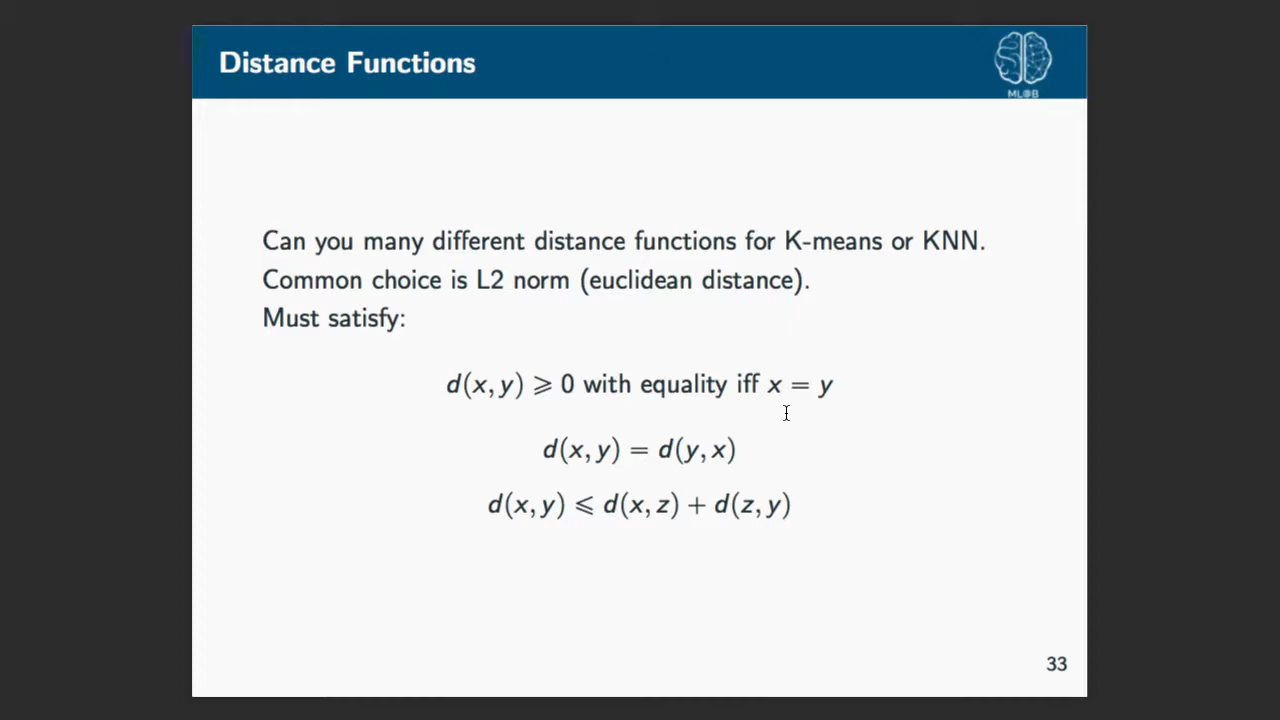 Distance Functions
ML@B
Can you many different distance functions for K-means or KNN.
Common choice is L2 norm (euclidean distance).
Must satisfy:
d(x, y) ⩾ 0 with equality iff x = y
d(x, y) = d(y, x)
d(x, y) ⩽ d(x, z) + d(z, y)
33